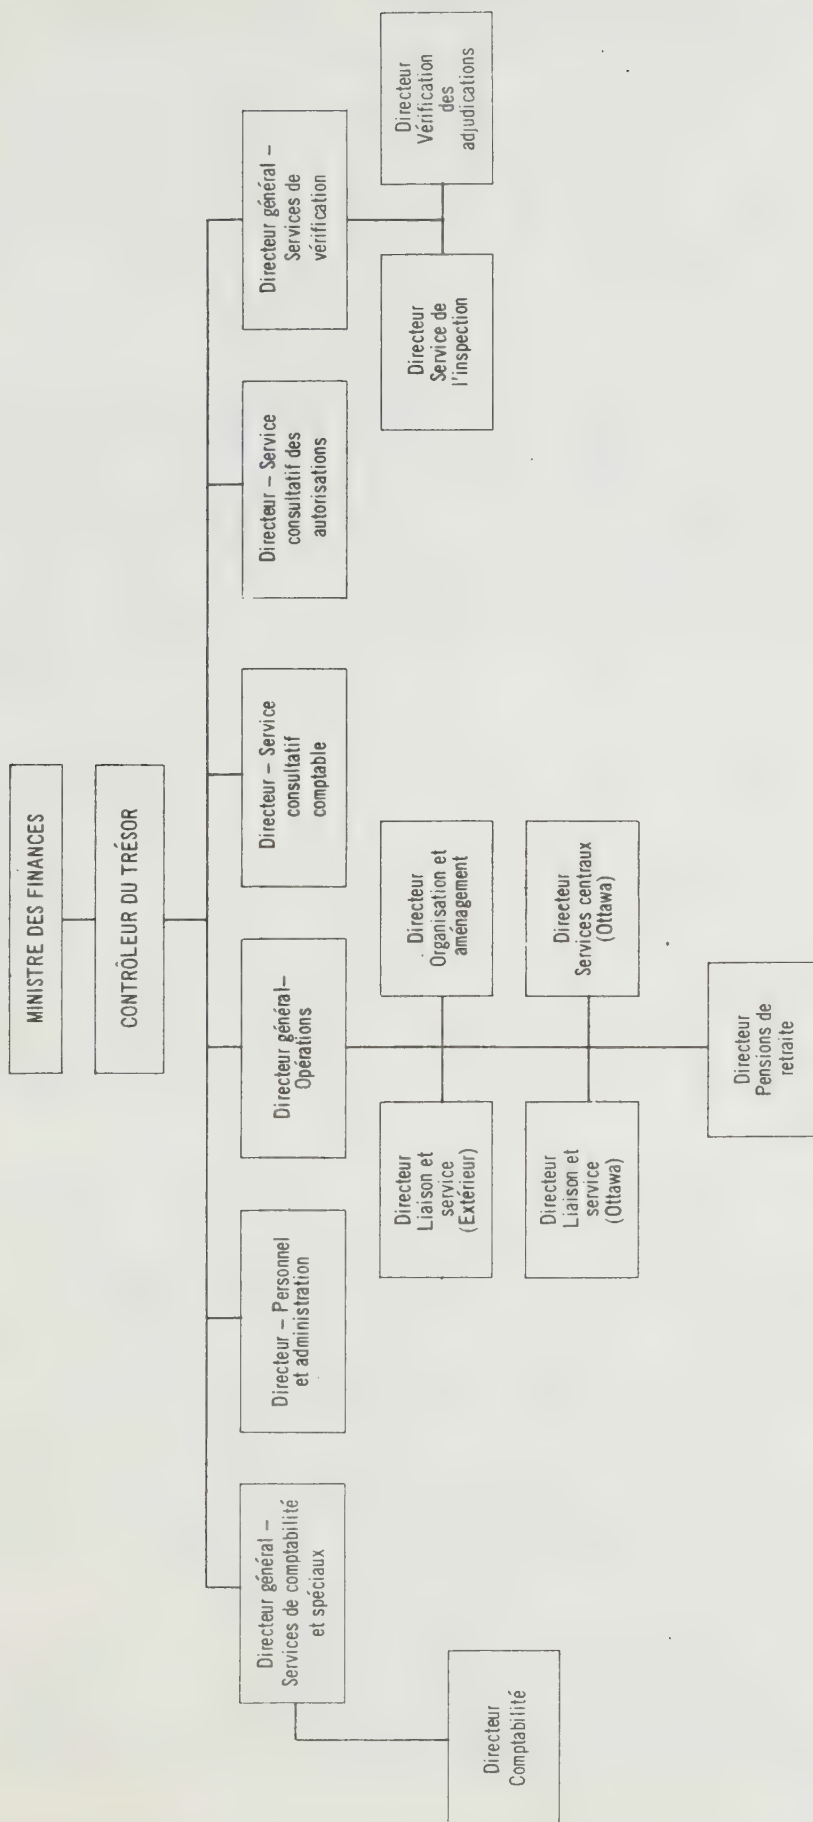 MINISTRE DES FINANCES
CONTRÔLEUR DU TRÉSOR
Directeur général –
Services de comptabilité
et spéciaux
Directeur – Personnel
et administration
Directeur général–
Opérations
Directeur – Service
consultatif
comptable
Directeur – Service
consultatif des
autorisations
Directeur général –
Services de
vérification
Directeur
Comptabilité
Directeur
Liaison et
service
(Extérieur)
Directeur
Organisation et
aménagement
Directeur
Liaison et
service
(Ottawa)
Directeur
Services centraux
(Ottawa)
Directeur
Pensions de
retraite
Directeur
Service de
l'inspection
Directeur
Vérification
des
adjudications